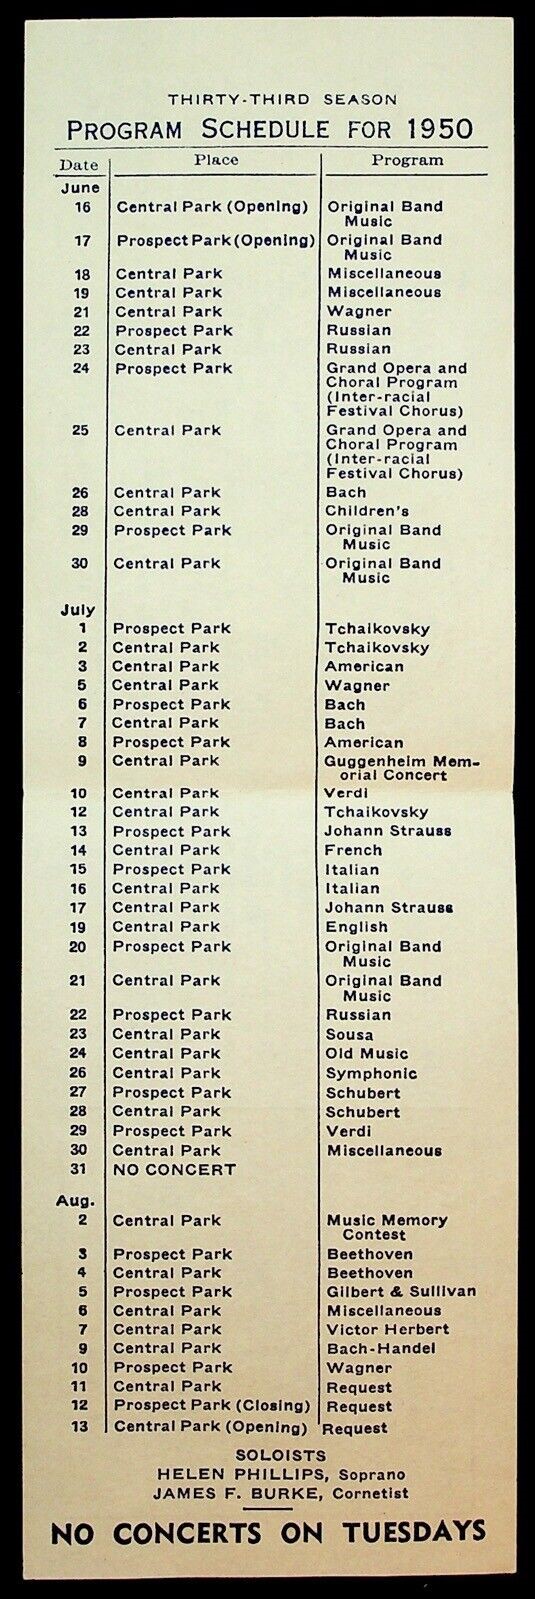 THIRTY-THIRD SEASON
PROGRAM SCHEDULE FOR 1950
Date Place Program
June
16 Central Park (Opening) Original Band
Music
17 Prospect Park (Opening) Original Band
Music
18 Central Park Miscellaneous
19 Central Park Miscellaneous
21 Central Park Wagner
22 Prospect Park Russian
23 Central Park Russian
24 Prospect Park Grand Opera and
Choral Program
(Inter-racial
Festival Chorus)
25 Central Park Grand Opera and
Choral Program
(Inter-racial
Festival Chorus)
26 Central Park Bach
28 Central Park Children's
29 Prospect Park Original Band
Music
30 Central Park Original Band
Music
July
1 Prospect Park Tchaikovsky
2 Central Park Tchaikovsky
3 Central Park American
5 Central Park Wagner
6 Prospect Park Bach
7 Central Park Bach
8 Prospect Park American
9 Central Park Guggenheim Mem-
orial Concert
10 Central Park Verdi
12 Central Park Tchaikovsky
13 Prospect Park Johann Strauss
14 Central Park French
15 Prospect Park Italian
16 Central Park Italian
17 Central Park Johann Strauss
19 Central Park English
20 Prospect Park Original Band
Music
21 Central Park Original Band
Music
22 Prospect Park Russian
23 Central Park Sousa
24 Central Park Old Music
26 Central Park Symphonic
27 Prospect Park Schubert
28 Central Park Schubert
29 Prospect Park Verdi
30 Central Park Miscellaneous
31 NO CONCERT
Aug.
2 Central Park Music Memory
Contest
3 Prospect Park Beethoven
4 Central Park Beethoven
5 Prospect Park Gilbert & Sullivan
6 Central Park Miscellaneous
7 Central Park Victor Herbert
9 Central Park Bach-Handel
10 Prospect Park Wagner
11 Central Park Request
12 Prospect Park (Closing) Request
13 Central Park (Opening) Request
SOLOISTS
HELEN PHILLIPS, Soprano
JAMES F. BURKE, Cornetist
NO CONCERTS ON TUESDAYS